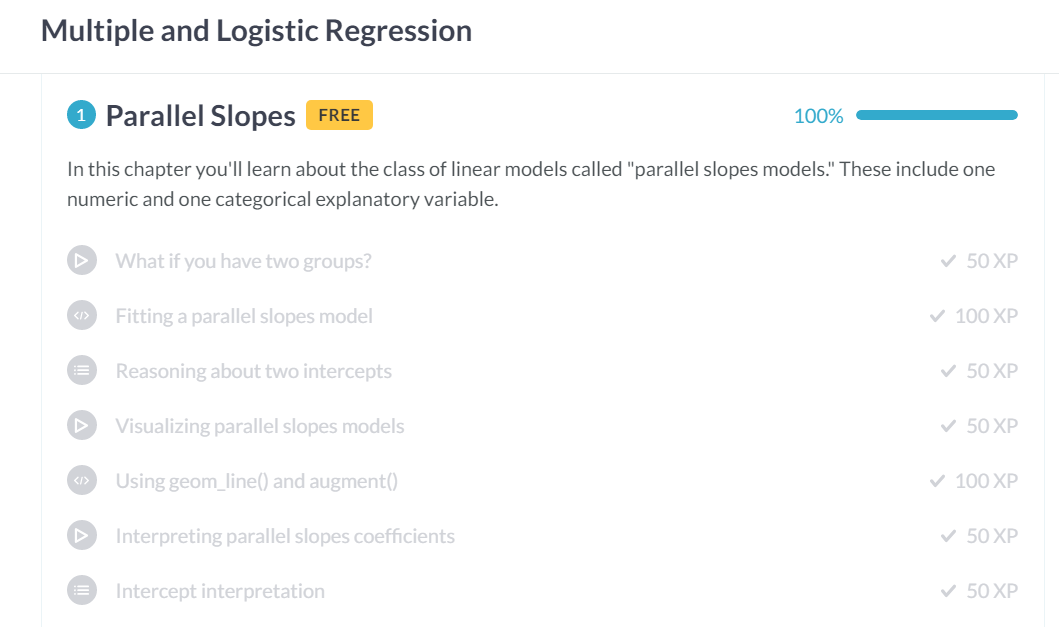 Multiple and Logistic Regression
1 Parallel Slopes FREE 100%
In this chapter you'll learn about the class of linear models called "parallel slopes models." These include one
numeric and one categorical explanatory variable.
What if you have two groups? 50 XP
Fitting a parallel slopes model 100 XP
Reasoning about two intercepts 50 XP
Visualizing parallel slopes models 50 XP
Using geom_line() and augment() 100 XP
Interpreting parallel slopes coefficients 50 XP
Intercept interpretation 50 XP